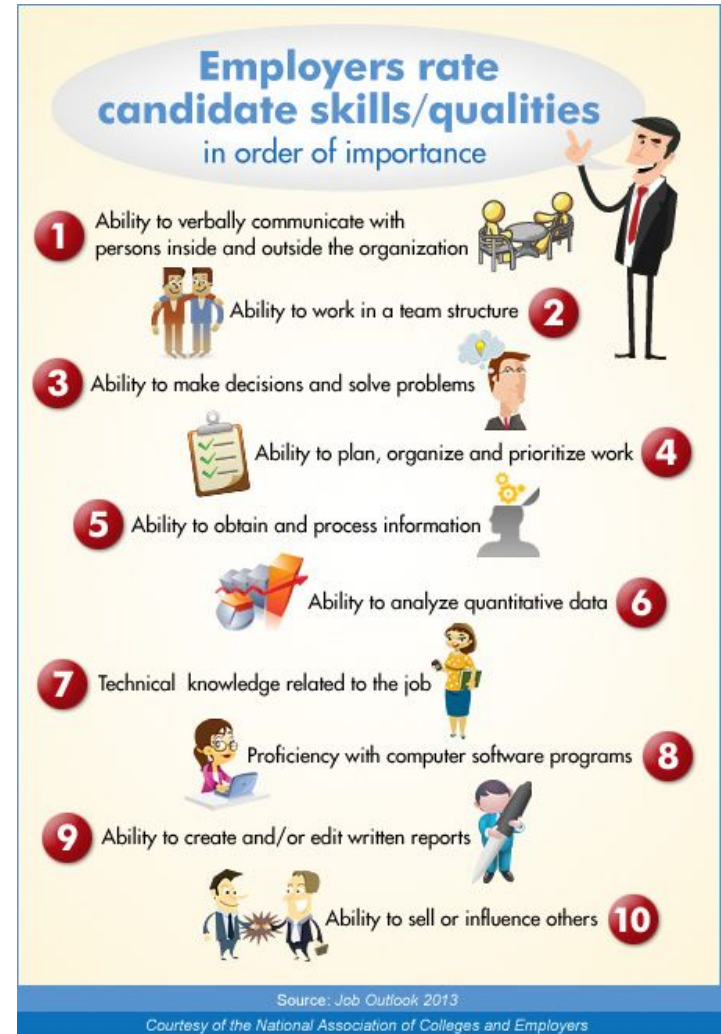 Employers rate
candidate skills/qualities
in order of importance
1
Ability to verbally communicate with
persons inside and outside the organization
Ability to work in a team structure 2
3 Ability to make decisions and solve problems
Ability to plan, organize and prioritize work 4
5 Ability to obtain and process information
Ability to analyze quantitative data 6
7 Technical knowledge related to the job
Proficiency with computer software programs 8
9 Ability to create and/or edit written reports
Ability to sell or influence others 10
Source: Job Outlook 2013
Courtesy of the National Association of Colleges and Employers